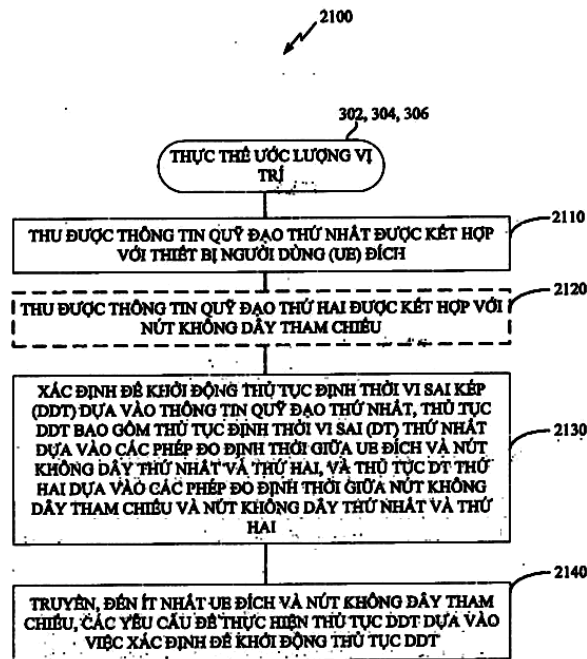 2100
302, 304, 306
THỰC THỂ ƯỚC LƯỢNG VỊ
TRÍ
2110
THU ĐƯỢC THÔNG TIN QUỸ ĐẠO THỨ NHẤT ĐƯỢC KẾT HỢP
VỚI THIẾT BỊ NGƯỜI DÙNG (UE) ĐÍCH
2120
THU ĐƯỢC THÔNG TIN QUỸ ĐẠO THỨ HAI ĐƯỢC KẾT HỢP VỚI
NÚT KHÔNG DÂY THAM CHIẾU
XÁC ĐỊNH ĐỂ KHỞI ĐỘNG THỦ TỤC ĐỊNH THỜI VI SAI KÉP
(DDT) DỰA VÀO THÔNG TIN QUỸ ĐẠO THỨ NHẤT, THỦ TỤC
DDT BAO GỒM THỦ TỤC ĐỊNH THỜI VI SAI (DT) THỨ NHẤT
DỰA VÀO CÁC PHÉP ĐO ĐỊNH THỜI GIỮA UE ĐÍCH VÀ NÚT
KHÔNG DÂY THỨ NHẤT VÀ THỨ HAI, VÀ THỦ TỤC DT THỨ
HAI DỰA VÀO CÁC PHÉP ĐO ĐỊNH THỜI GIỮA NÚT KHÔNG
DÂY THAM CHIẾU VÀ NÚT KHÔNG DÂY THỨ NHẤT VÀ THỨ
HAI
2130
2140
TRUYỀN, ĐẾN ÍT NHẤT UE ĐÍCH VÀ NÚT KHÔNG DÂY THAM
CHIẾU, CÁC YÊU CẦU ĐỂ THỰC HIỆN THỦ TỤC DDT DỰA VÀO
VIỆC XÁC ĐỊNH ĐỂ KHỞI ĐỘNG THỦ TỤC DDT